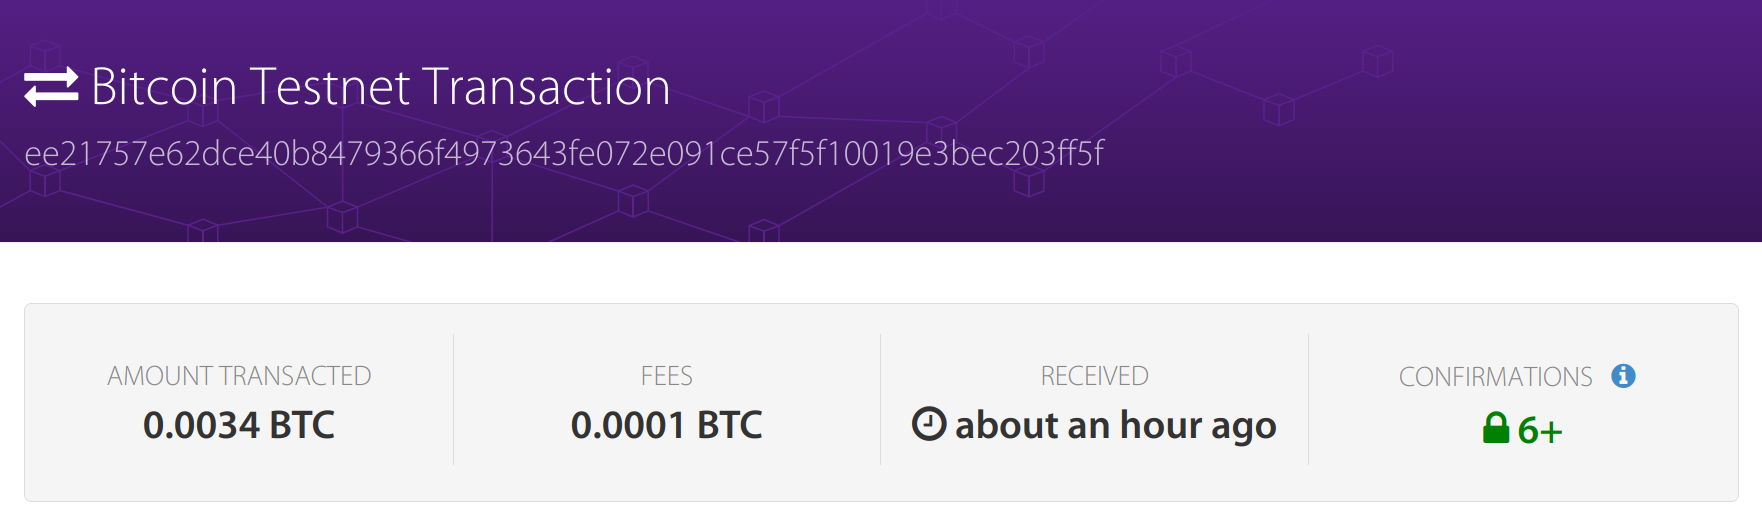 Bitcoin Testnet Transaction
ee21757e62dce40b8479366f4973643fe072e091ce57f5f10019e3bec203ff5f
AMOUNT TRANSACTED
0.0034 BTC
FEES
0.0001 BTC
RECEIVED
about an hour ago
CONFIRMATIONS
6+